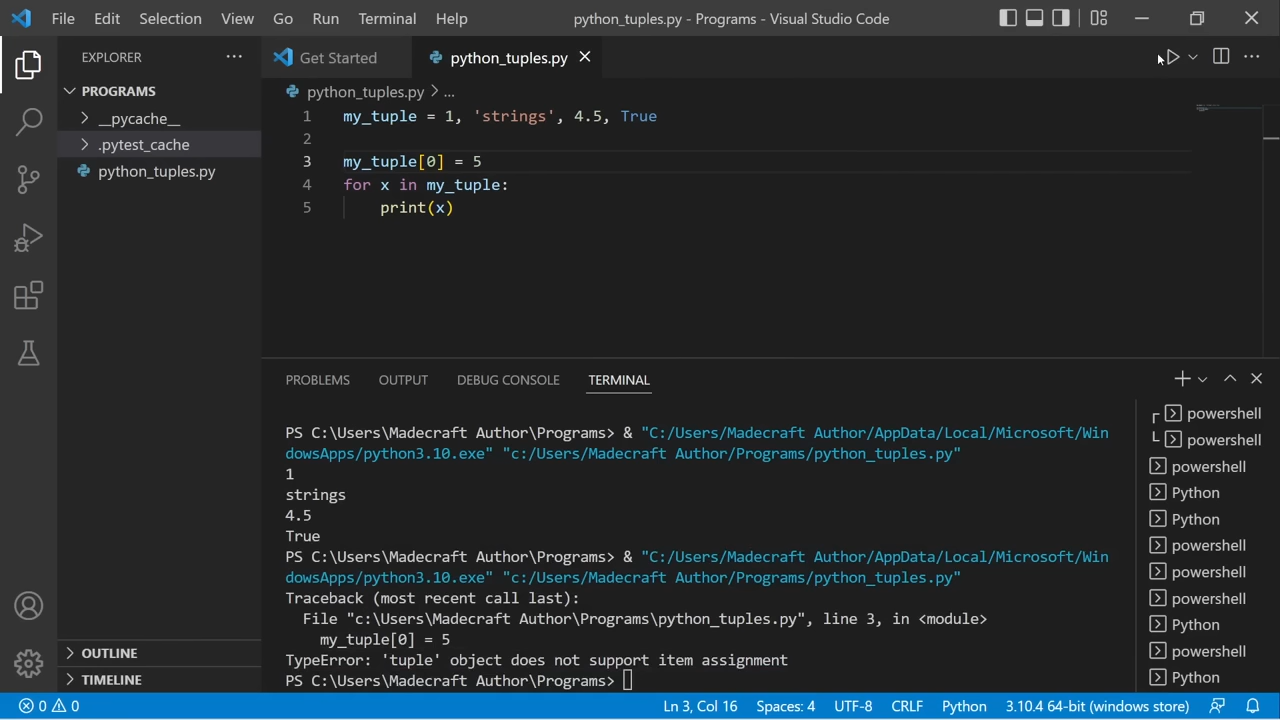 File Edit Selection View Go Run Terminal Help python_tuples.py - Programs - Visual Studio Code
EXPLORER
PROGRAMS
__pycache__
.pytest_cache
python_tuples.py
OUTLINE
TIMELINE
Get Started python_tuples.py
python_tuples.py > ...
1 my_tuple = 1, 'strings', 4.5, True
2
3 my_tuple[0] = 5
4 for x in my_tuple:
5 print(x)
PROBLEMS OUTPUT DEBUG CONSOLE TERMINAL
PS C:\Users\Madecraft Author\Programs> & "C:/Users/Madecraft Author/AppData/Local/Microsoft/Win
dowsApps/python3.10.exe" "c:/Users/Madecraft Author/Programs/python_tuples.py"
1
strings
4.5
True
PS C:\Users\Madecraft Author\Programs> & "C:/Users/Madecraft Author/AppData/Local/Microsoft/Win
dowsApps/python3.10.exe" "c:/Users/Madecraft Author/Programs/python_tuples.py"
Traceback (most recent call last):
File "c:\Users\Madecraft Author\Programs\python_tuples.py", line 3, in <module>
my_tuple[0] = 5
TypeError: 'tuple' object does not support item assignment
PS C:\Users\Madecraft Author\Programs>
powershell
powershell
powershell
Python
Python
powershell
powershell
powershell
Python
powershell
Python
0 0 Ln 3, Col 16 Spaces: 4 UTF-8 CRLF Python 3.10.4 64-bit (windows store)